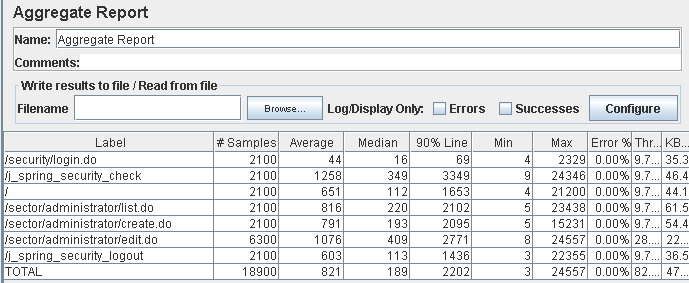 Aggregate Report
Name: Aggregate Report
Comments:
Write results to file / Read from file
Filename Browse... Log/Display Only: Errors Successes Configure
Label # Samples Average Median 90% Line Min Max Error % Thr... KB...
/security/login.do 2100 44 16 69 4 2329 0.00% 9.7... 35.3
/j_spring_security_check 2100 1258 349 3349 9 24346 0.00% 9.7... 46.4
/ 2100 651 112 1653 4 21200 0.00% 9.7... 44.1
/sector/administrator/list.do 2100 816 220 2102 5 23438 0.00% 9.7... 61.5
/sector/administrator/create.do 2100 791 193 2095 5 15231 0.00% 9.7... 54.4
/sector/administrator/edit.do 6300 1076 409 2771 8 24557 0.00% 28.... 22...
/j_spring_security_logout 2100 603 113 1436 3 22355 0.00% 9.7... 36.5
TOTAL 18900 821 189 2202 3 24557 0.00% 82.... 47...